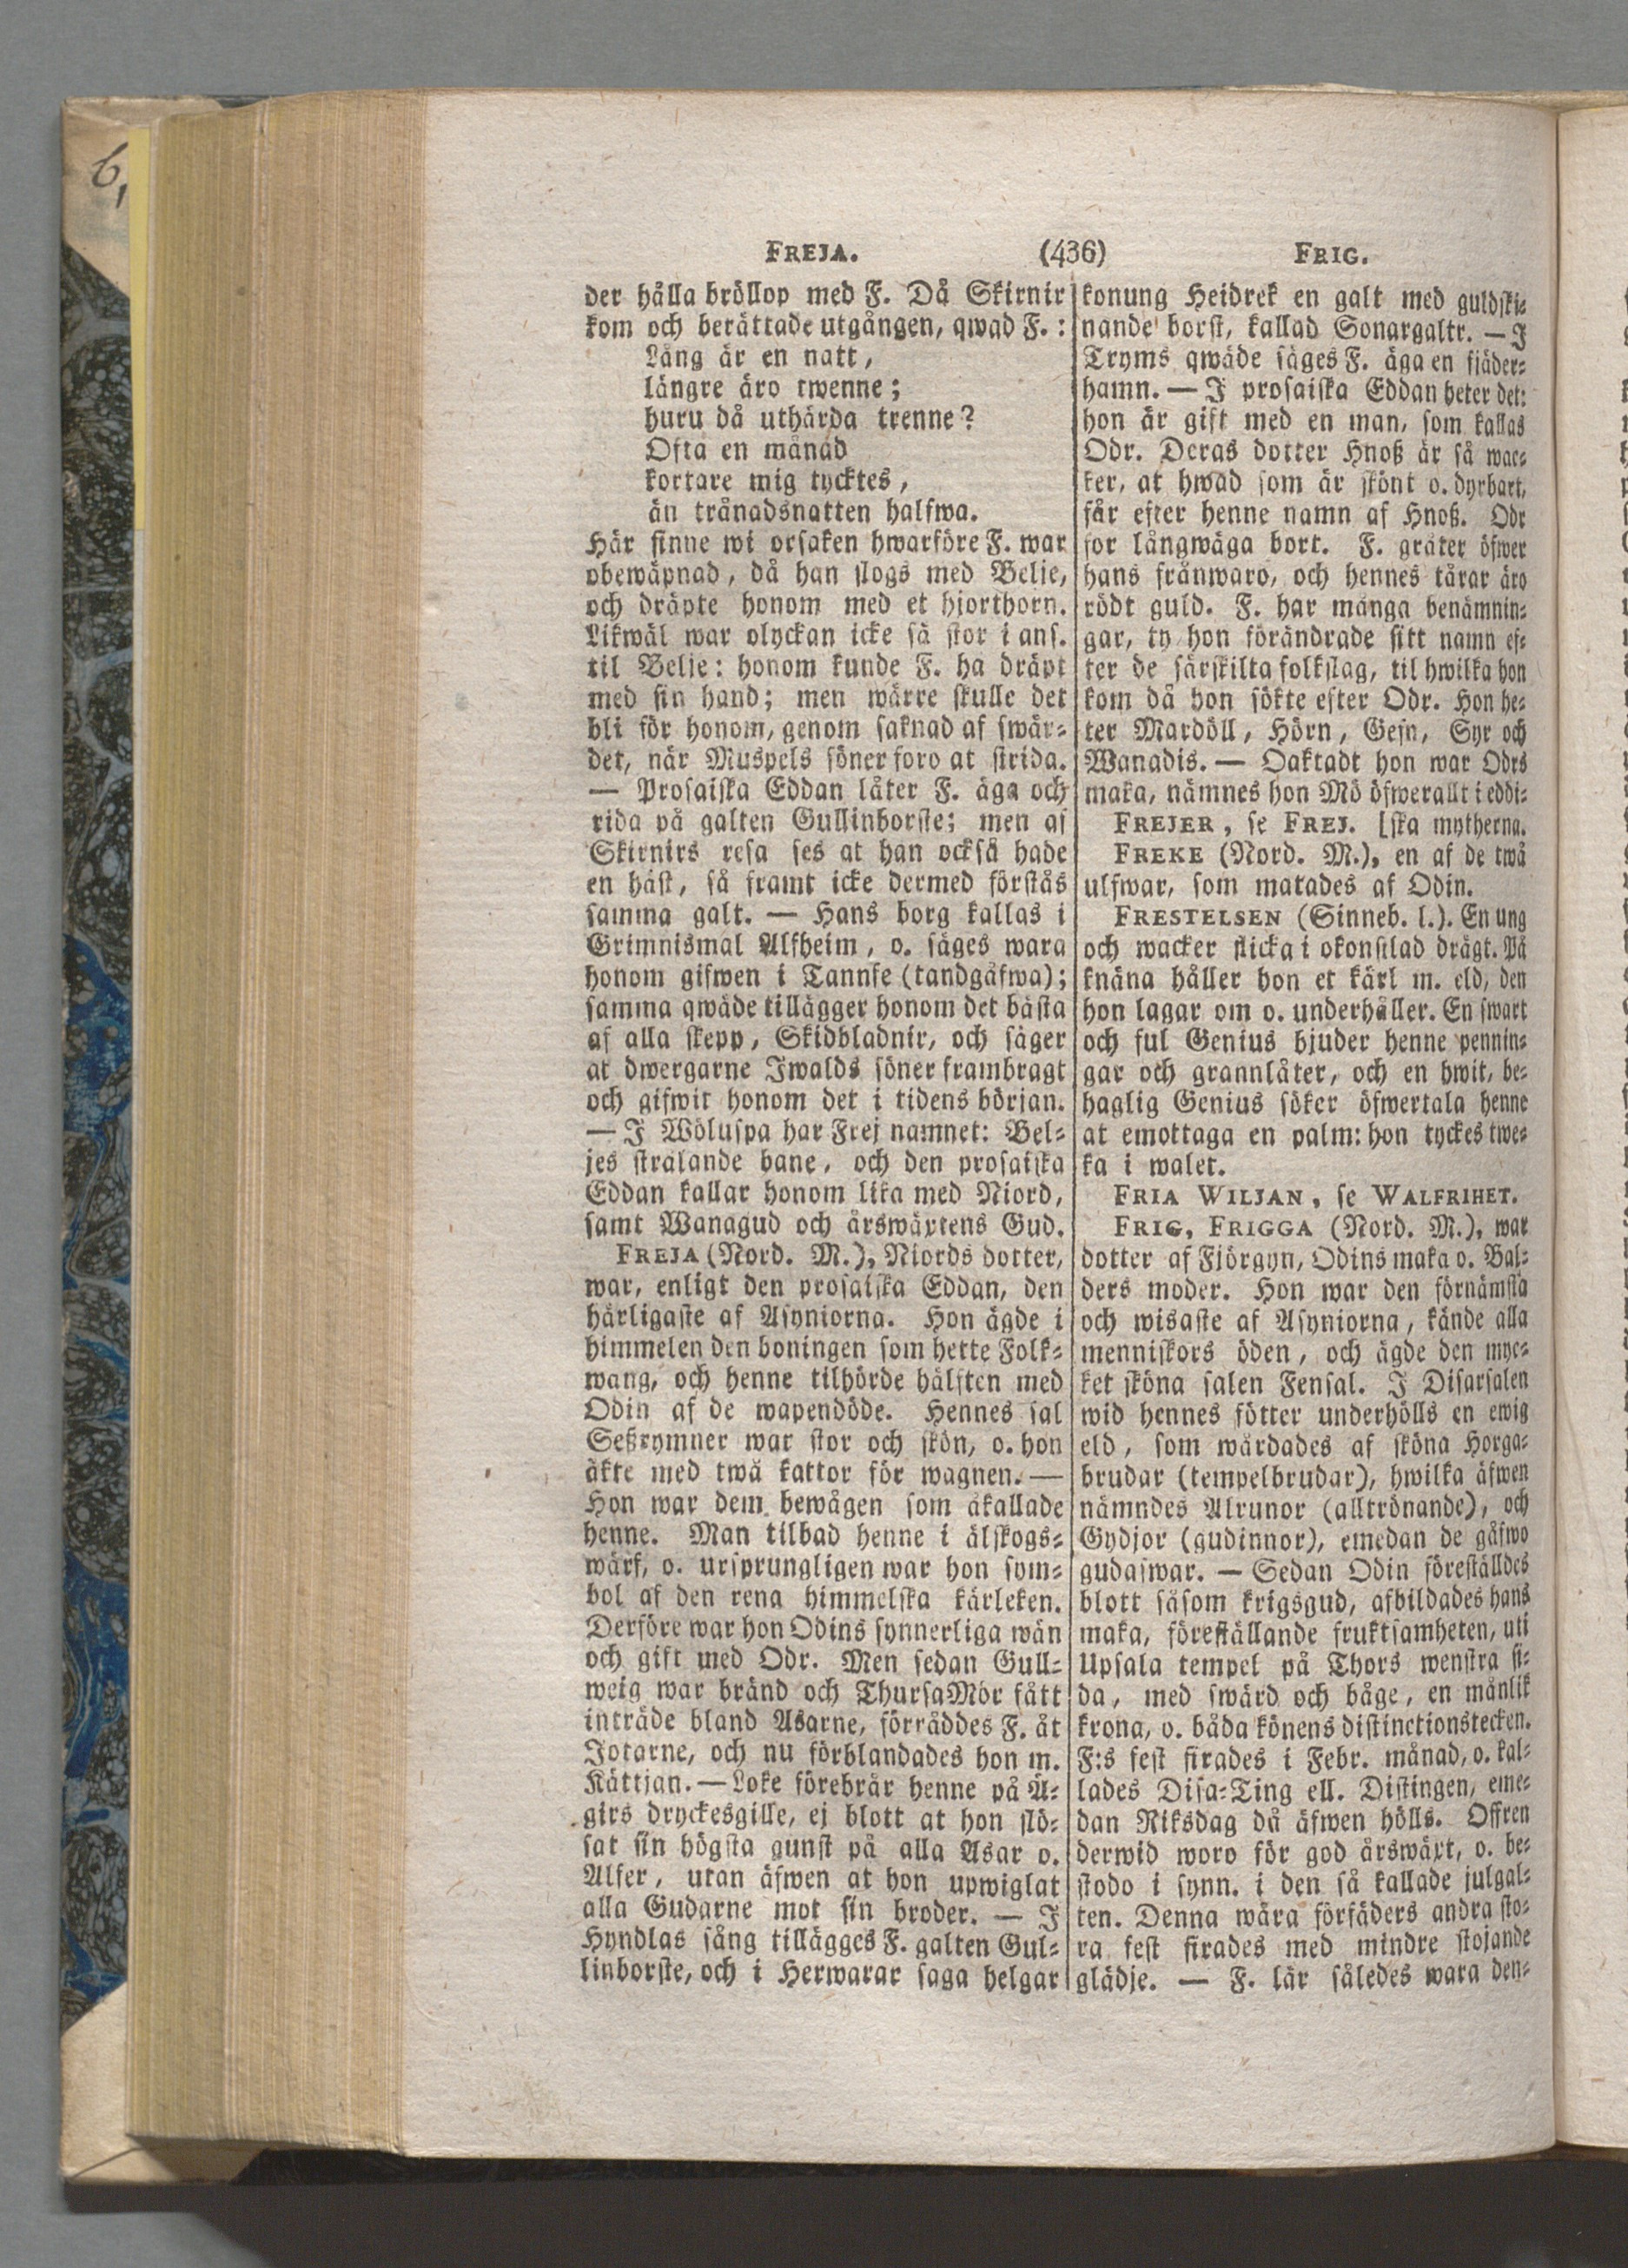 6,
FREJA. (436) FRIG.
der hålla bröllop med F. Då Skirnir
kom och berättade utgången, qwad F.:
Lång är en natt,
längre äro twenne;
huru då uthärda trenne?
Ofta en månad
kortare mig tycktes,
än trånadsnatten halfwa.
Här finne wi orsaken hwarföre F. war
obewäpnad, då han slogs med Belje,
och dräpte honom med et hjorthorn.
Likwäl war olyckan icke så stor i ans.
til Belje: honom kunde F. ha dräpt
med sin hand; men wärre skulle det
bli för honom, genom saknad af swär-
det, när Muspels söner foro at strida.
— Prosaiska Eddan låter F. äga och
rida på galten Gullinborste; men af
Skirnirs resa ses at han också hade
en häst, så framt icke dermed förstås
samma galt. — Hans borg kallas i
Grimnismal Alfheim, o. säges wara
honom gifwen i Tannfe (tandgåfwa);
samma qwäde tillägger honom det bästa
af alla skepp, Skidbladnir, och säger
at dwergarne Iwalds söner frambragt
och gifwit honom det i tidens början.
— I Wöluspa har Frej namnet: Bel-
jes strålande bane, och den prosaiska
Eddan kallar honom lika med Niord,
samt Wanagud och årswäxtens Gud.
FREJA (Nord. M.), Niords dotter,
war, enligt den prosaiska Eddan, den
härligaste af Asyniorna. Hon ägde i
himmelen den boningen som hette Folk-
wang, och henne tilhörde hälften med
Odin af de wapendöde. Hennes sal
Seßrymner war stor och skön, o. hon
åkte med twå kattor för wagnen. —
Hon war dem bewågen som åkallade
henne. Man tilbad henne i älskogs-
wärf, o. ursprungligen war hon sym-
bol af den rena himmelska kärleken.
Derföre war hon Odins synnerliga wän
och gift med Odr. Men sedan Gull-
weig war bränd och ThursaMör fått
inträde bland Asarne, förråddes F. åt
Jotarne, och nu förblandades hon m.
Kättjan. — Loke förebrår henne på Ä-
girs dryckesgille, ej blott at hon slö-
sat sin högsta gunst på alla Asar o.
Alfer, utan äfwen at hon upwiglat
alla Gudarne mot sin broder. — I
Hyndlas sång tillägges F. galten Gul-
linborste, och i Herwarar saga helgar
konung Heidrek en galt med guldski-
nande borst, kallad Sonargaltr. — I
Tryms qwäde säges F. äga en fjäder-
hamn. — I prosaiska Eddan heter det:
hon är gift med en man, som kallas
Odr. Deras dotter Hnoß är så wac-
ker, at hwad som är skönt o. dyrbart,
får efter henne namn af Hnoß. Odr
for långwäga bort. F. gråter öfwer
hans frånwaro, och hennes tårar äro
rödt guld. F. har många benämnin-
gar, ty hon förändrade sitt namn ef-
ter de särskilta folkslag, til hwilka hon
kom då hon sökte efter Odr. Hon he-
ter Mardöll, Hörn, Gefn, Syr och
Wanadis. — Oaktadt hon war Odrs
maka, nämnes hon Mö öfwerallt i eddi-
FREJER, se FREJ. [ska mytherna.
FREKE (Nord. M.), en af de twå
ulfwar, som matades af Odin.
FRESTELSEN (Sinneb. l.). En ung
och wacker flicka i okonstlad drägt. På
knäna håller hon et kärl m. eld, den
hon lagar om o. underhåller. En swart
och ful Genius bjuder henne pennin-
gar och grannlåter, och en hwit, be-
haglig Genius söker öfwertala henne
at emottaga en palm: hon tyckes twe-
ka i walet.
FRIA WILJAN, se WALFRIHET.
FRIG, FRIGGA (Nord. M.), war
dotter af Fjörgyn, Odins maka o. Bal-
ders moder. Hon war den förnämsta
och wisaste af Asyniorna, kände alla
menniskors öden, och ägde den myc-
ket sköna salen Fensal. I Disarsalen
wid hennes fötter underhölls en ewig
eld, som wårdades af sköna Horga-
brudar (tempelbrudar), hwilka äfwen
nämndes Alrunor (alltrönande), och
Gydjor (gudinnor), emedan de gåfwo
gudaswar. — Sedan Odin föreställdes
blott såsom krigsgud, afbildades hans
maka, föreställande fruktsamheten, uti
Upsala tempel på Thors wenstra si-
da, med swärd och båge, en månlik
krona, o. båda könens distinctionstecken.
F:s fest firades i Febr. månad, o. kal-
lades Disa-Ting ell. Distingen, eme-
dan Riksdag då äfwen hölls. Offren
derwid woro för god årswäxt, o. be-
stodo i synn. i den så kallade julgal-
ten. Denna wåra förfäders andra sto-
ra fest firades med mindre stojande
glädje. — F. lär således wara den-